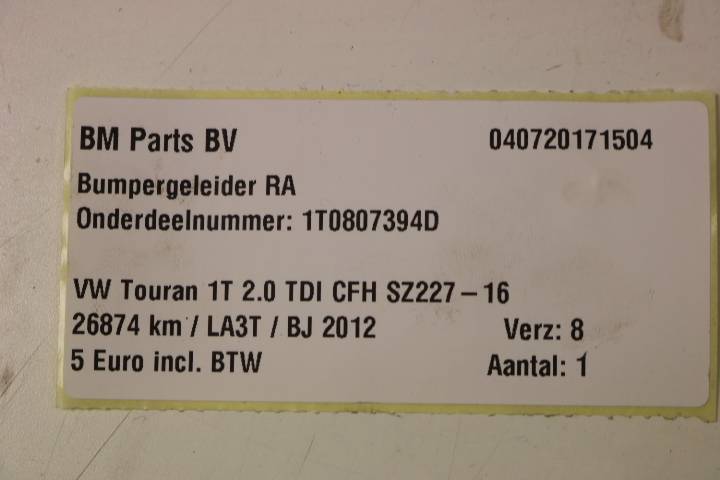 BM Parts BV 040720171504
Bumpergeleider RA
Onderdeelnummer: 1T0807394D
VW Touran 1T 2.0 TDI CFH SZ227 – 16
26874 km / LA3T / BJ 2012 Verz: 8
5 Euro incl. BTW Aantal: 1